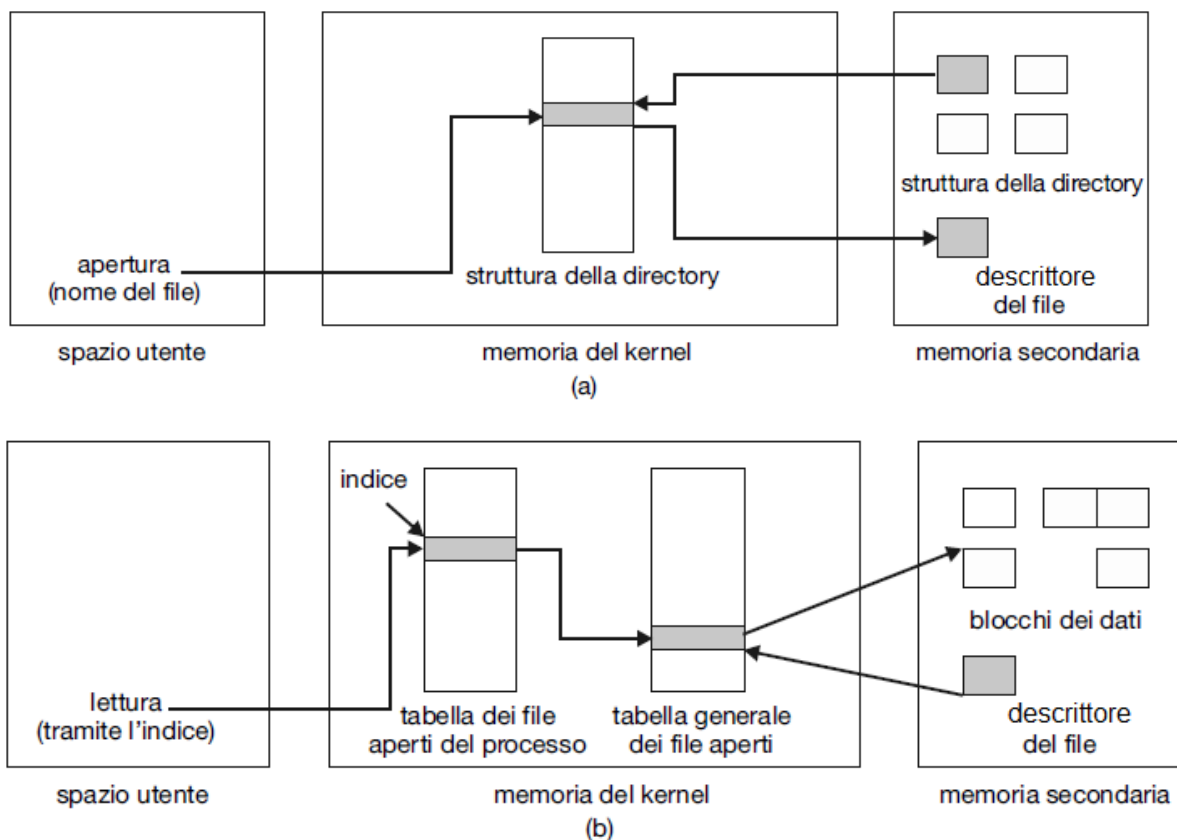 struttura della directory
apertura
(nome del file)
struttura della directory
descrittore
del file
spazio utente
memoria del kernel
memoria secondaria
(a)
indice
blocchi dei dati
lettura
(tramite l'indice)
tabella dei file
aperti del processo
tabella generale
dei file aperti
descrittore
del file
spazio utente
memoria del kernel
memoria secondaria
(b)